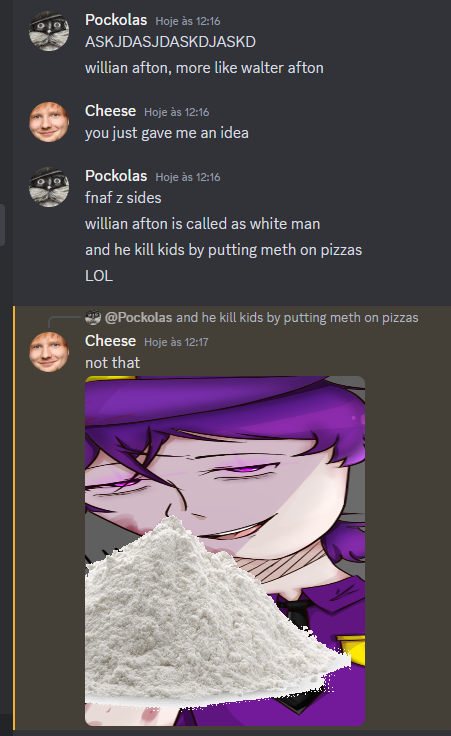 Pockolas Hoje às 12:16
ASKJDASJDASKDJASKD
willian afton, more like walter afton
Cheese Hoje às 12:16
you just gave me an idea
Pockolas Hoje às 12:16
fnaf z sides
willian afton is called as white man
and he kill kids by putting meth on pizzas
LOL
@Pockolas and he kill kids by putting meth on pizzas
Cheese Hoje às 12:17
not that